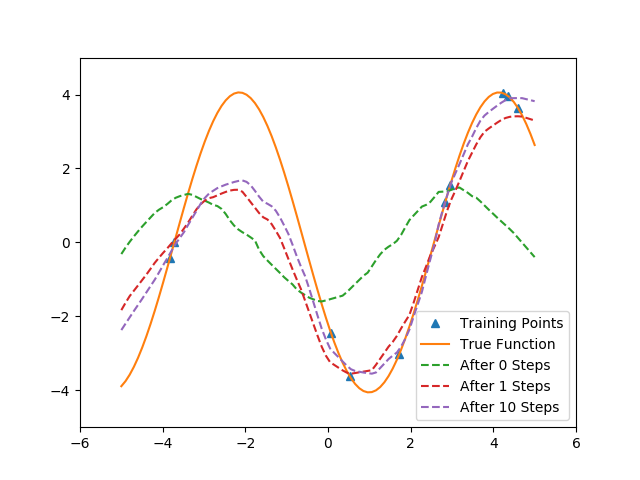 4
2
0
−2
−4
−6
−4
−2
0
2
4
6
Training Points
True Function
After 0 Steps
After 1 Steps
After 10 Steps